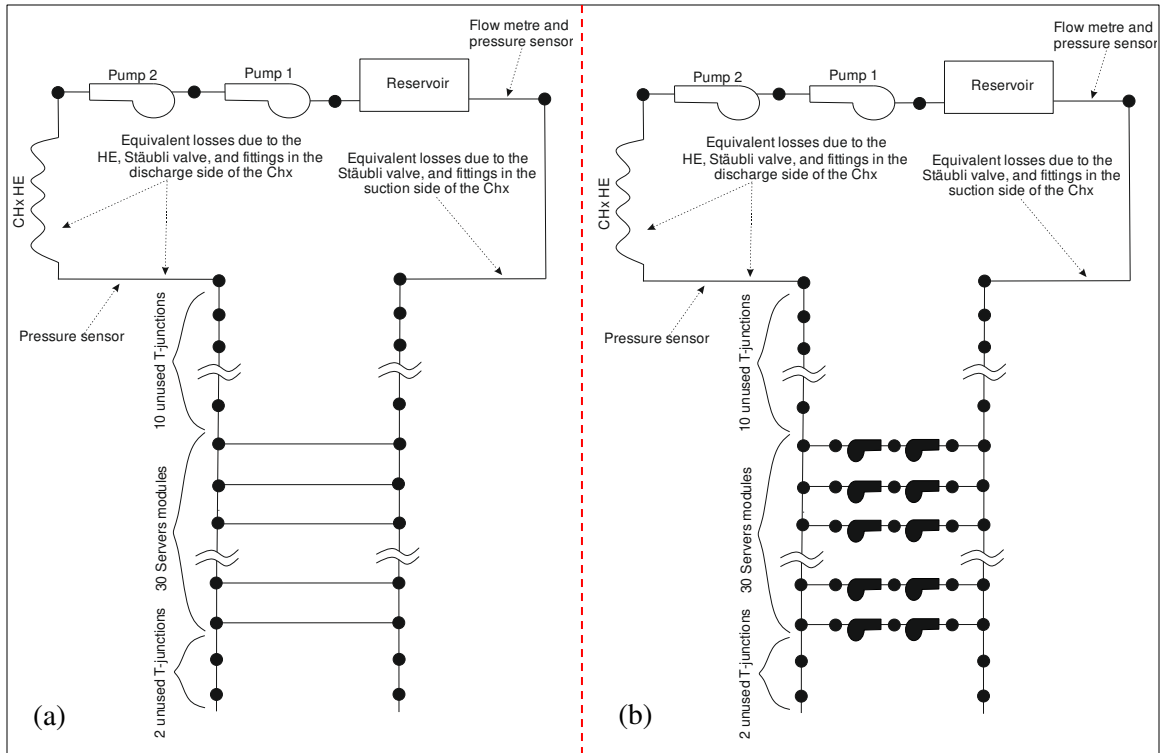 Flow metre and
pressure sensor
Pump 2
Pump 1
Reservoir
Equivalent losses due to the
HE, Stäubli valve, and fittings in the
discharge side of the Chx
Equivalent losses due to the
Stäubli valve, and fittings in the
suction side of the Chx
CHx HE
Pressure sensor
10 unused T-junctions
30 Servers modules
2 unused T-junctions
(a)
Flow metre and
pressure sensor
Pump 2
Pump 1
Reservoir
Equivalent losses due to the
HE, Stäubli valve, and fittings in the
discharge side of the Chx
Equivalent losses due to the
Stäubli valve, and fittings in the
suction side of the Chx
CHx HE
Pressure sensor
10 unused T-junctions
30 Servers modules
2 unused T-junctions
(b)